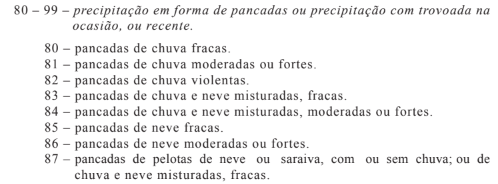 80 – 99 – precipitação em forma de pancadas ou precipitação com trovoada na
ocasião, ou recente.
80 – pancadas de chuva fracas.
81 – pancadas de chuva moderadas ou fortes.
82 – pancadas de chuva violentas.
83 – pancadas de chuva e neve misturadas, fracas.
84 – pancadas de chuva e neve misturadas, moderadas ou fortes.
85 – pancadas de neve fracas.
86 – pancadas de neve moderadas ou fortes.
87 – pancadas de pelotas de neve ou saraiva, com ou sem chuva; ou de
chuva e neve misturadas, fracas.